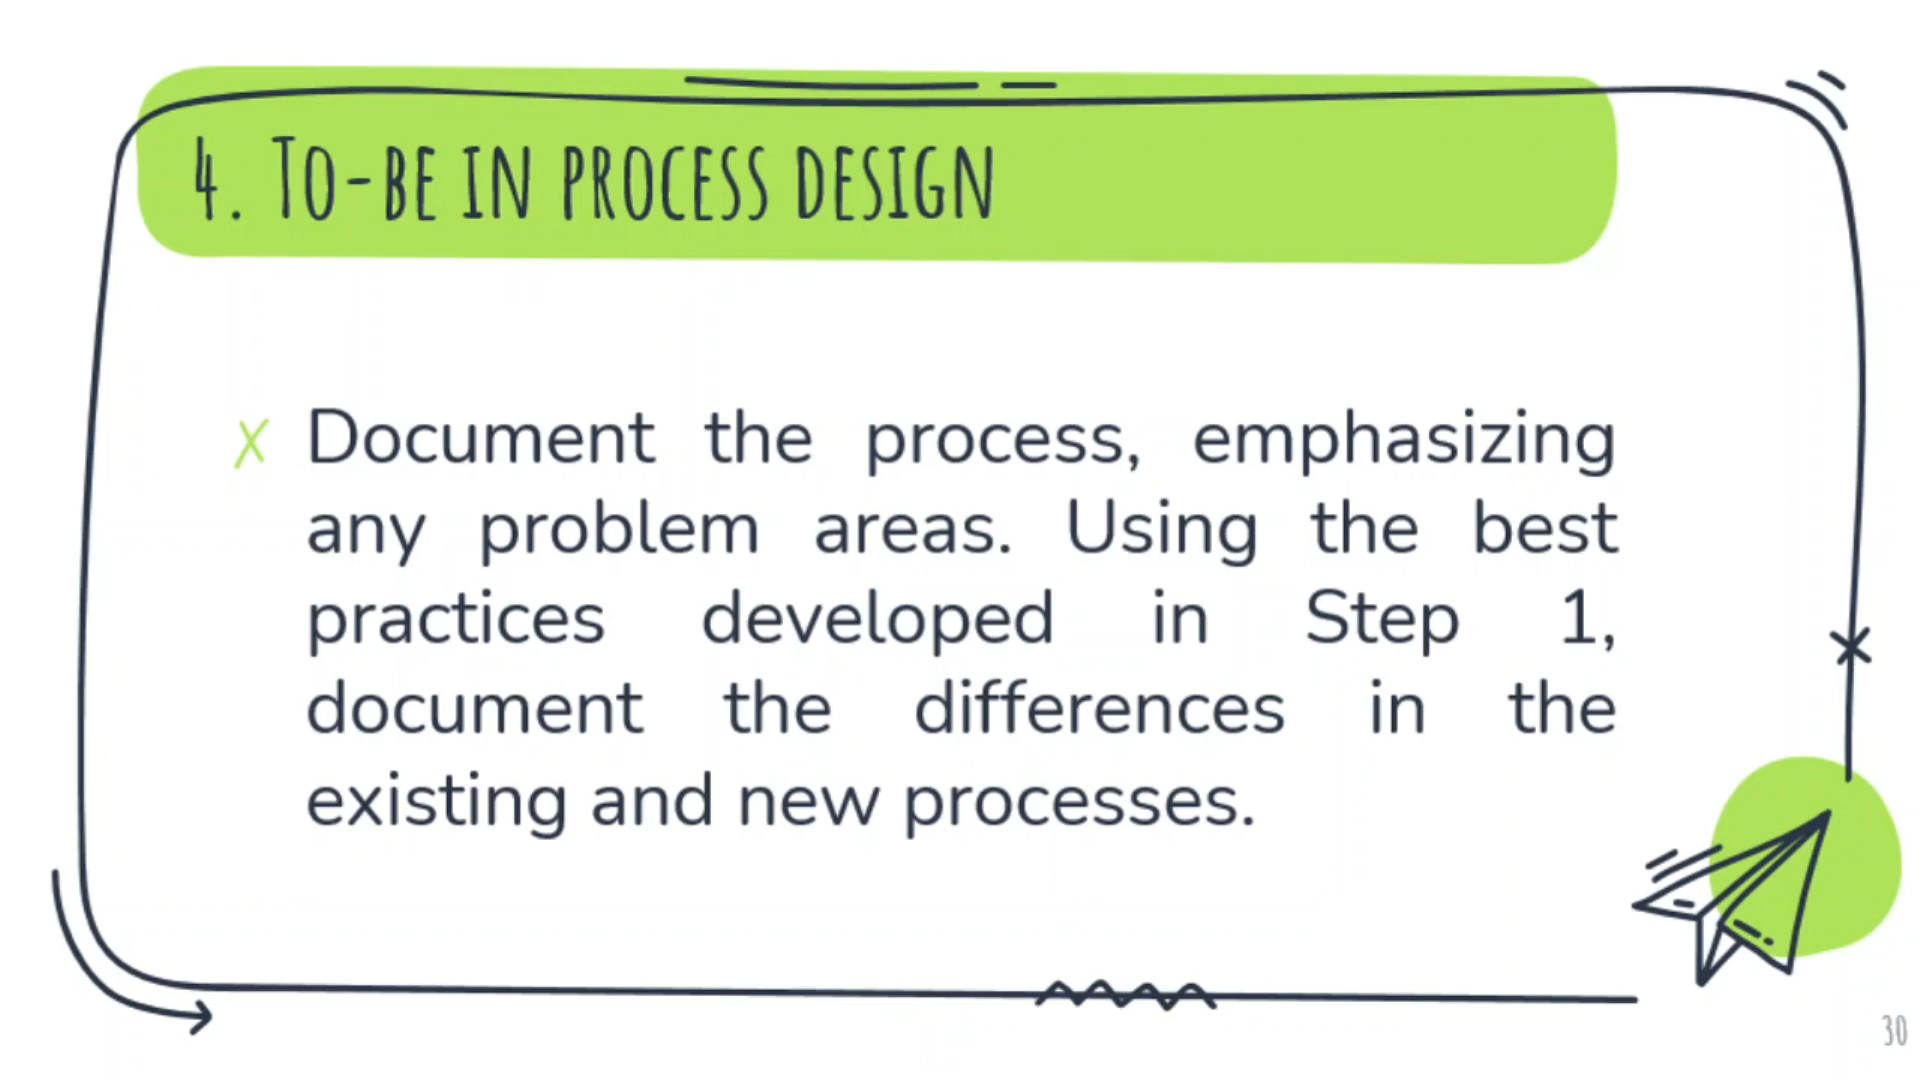 4. To-be in process design
x Document the process, emphasizing
any problem areas. Using the best
practices developed in Step 1,
document the differences in the
existing and new processes.
30